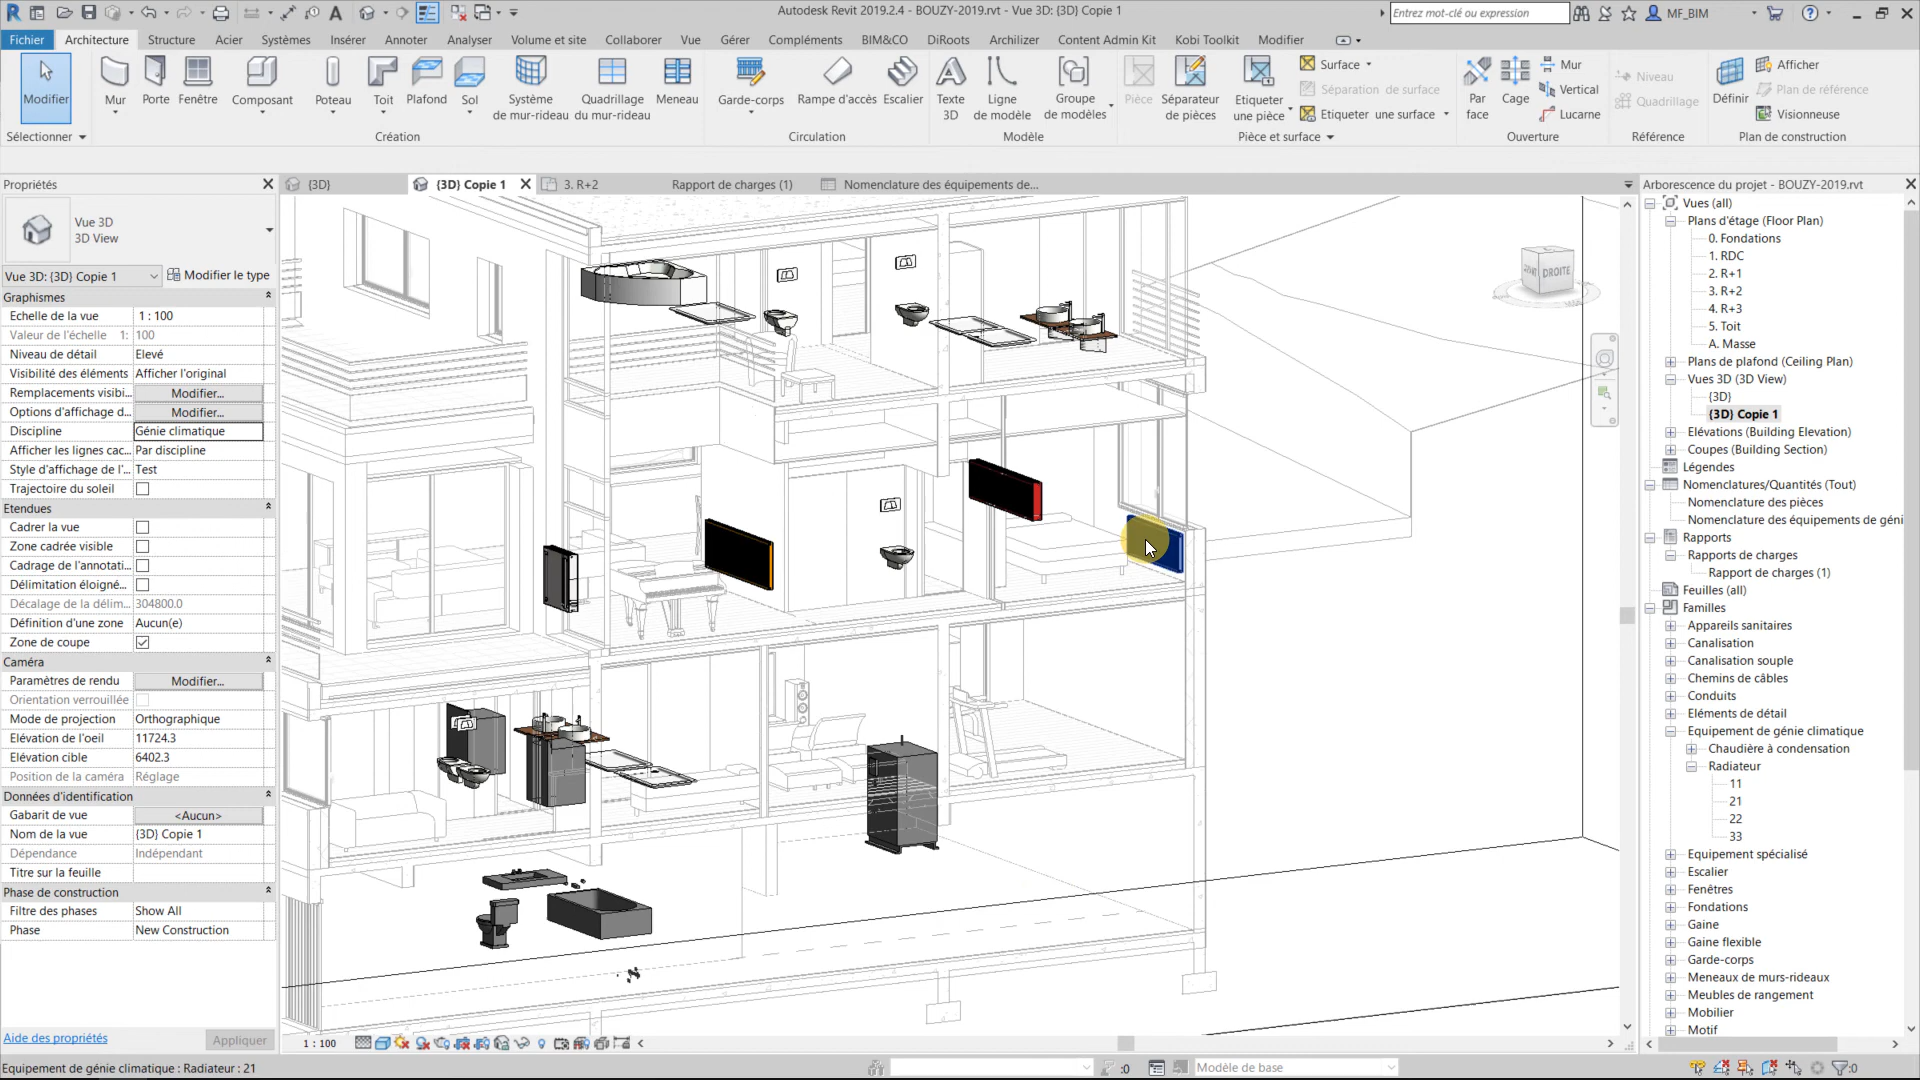 Autodesk Revit 2019.2.4 - BOUZY-2019.rvt - Vue 3D: {3D} Copie 1
Entrez mot-clé ou expression
MF_BIM
Fichier Architecture Structure Acier Systèmes Insérer Annoter Analyser Volume et site Collaborer Vue Gérer Compléments BIM&CO DiRoots Archilizer Content Admin Kit Kobi Toolkit Modifier
Modifier
Mur
Porte
Fenêtre
Composant
Poteau
Toit
Plafond
Sol
Système de mur-rideau
Quadrillage du mur-rideau
Meneau
Garde-corps
Rampe d'accès
Escalier
Texte 3D
Ligne de modèle
Groupe de modèles
Pièce
Séparateur de pièces
Etiqueter une pièce
Surface
Séparation de surface
Etiqueter une surface
Par face
Cage
Mur
Vertical
Lucarne
Niveau
Quadrillage
Définir
Afficher
Plan de référence
Visionneuse
Sélectionner
Création
Circulation
Modèle
Pièce et surface
Ouverture
Référence
Plan de construction
Propriétés
{3D}
{3D} Copie 1
3. R+2
Rapport de charges (1)
Nomenclature des équipements de...
Vue 3D
3D View
Vue 3D: {3D} Copie 1
Modifier le type
Graphismes
Echelle de la vue 1 : 100
Valeur de l'échelle 1: 100
Niveau de détail Elevé
Visibilité des éléments Afficher l'original
Remplacements visibi... Modifier...
Options d'affichage d... Modifier...
Discipline Génie climatique
Afficher les lignes cac... Par discipline
Style d'affichage de l'... Test
Trajectoire du soleil
Etendues
Cadrer la vue
Zone cadrée visible
Cadrage de l'annotati...
Délimitation éloigné...
Décalage de la délim... 304800.0
Définition d'une zone Aucun(e)
Zone de coupe
Caméra
Paramètres de rendu Modifier...
Orientation verrouillée
Mode de projection Orthographique
Elévation de l'oeil 11724.3
Elévation cible 6402.3
Position de la caméra Réglage
Données d'identification
Gabarit de vue <Aucun>
Nom de la vue {3D} Copie 1
Dépendance Indépendant
Titre sur la feuille
Phase de construction
Filtre des phases Show All
Phase New Construction
Aide des propriétés
Appliquer
DROITE
1 : 100
Arborescence du projet - BOUZY-2019.rvt
Vues (all)
Plans d'étage (Floor Plan)
0. Fondations
1. RDC
2. R+1
3. R+2
4. R+3
5. Toit
A. Masse
Plans de plafond (Ceiling Plan)
Vues 3D (3D View)
{3D}
{3D} Copie 1
Elévations (Building Elevation)
Coupes (Building Section)
Légendes
Nomenclatures/Quantités (Tout)
Nomenclature des pièces
Nomenclature des équipements de géni
Rapports
Rapports de charges
Rapport de charges (1)
Feuilles (all)
Familles
Appareils sanitaires
Canalisation
Canalisation souple
Chemins de câbles
Conduits
Eléments de détail
Equipement de génie climatique
Chaudière à condensation
Radiateur
11
21
22
33
Equipement spécialisé
Escalier
Fenêtres
Fondations
Gaine
Gaine flexible
Garde-corps
Meneaux de murs-rideaux
Meubles de rangement
Mobilier
Motif
Equipement de génie climatique : Radiateur : 21
:0
Modèle de base
:0